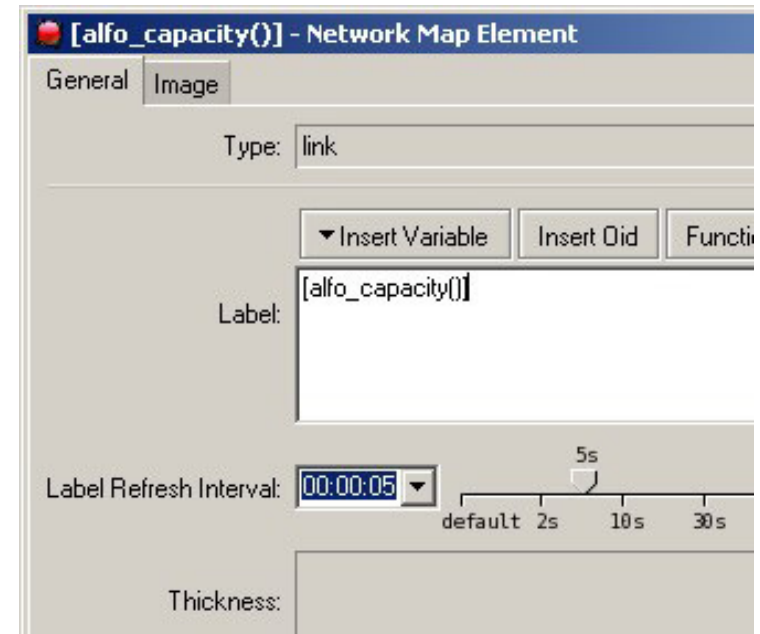 [alfo_capacity()] - Network Map Element
General Image
Type: link
Insert Variable Insert Oid Functi
Label: [alfo_capacity()]
5s
Label Refresh Interval: 00:00:05
default 2s 10s 30s
Thickness: